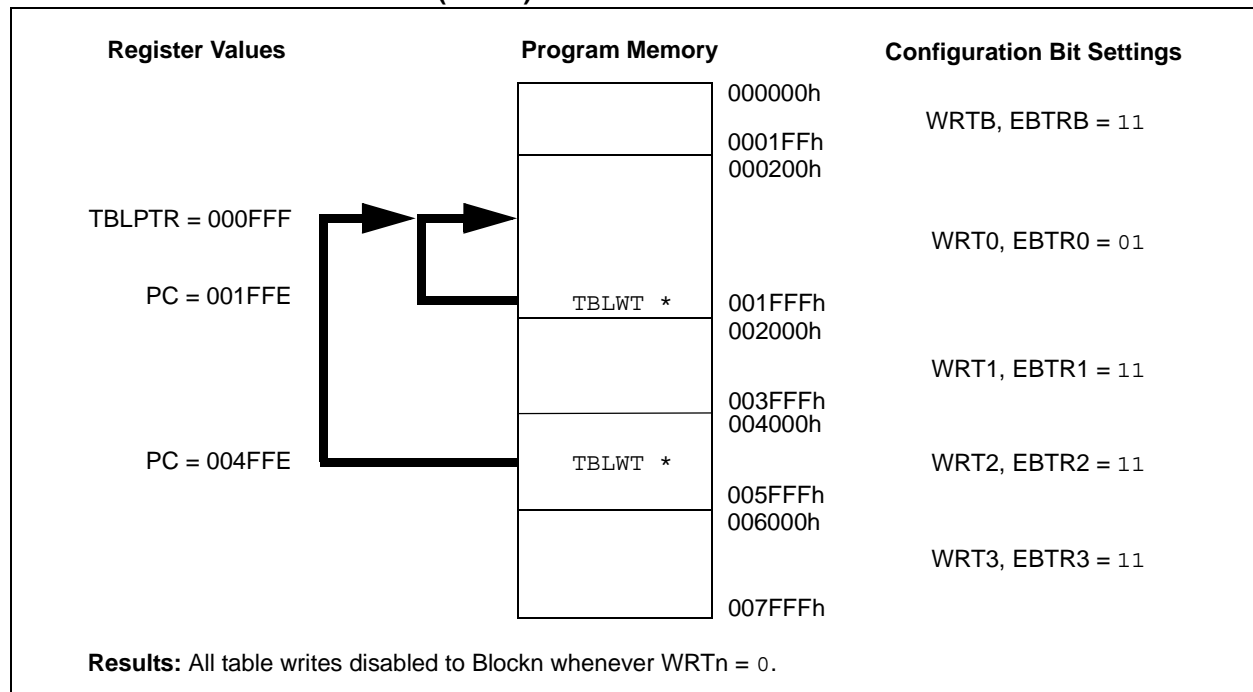 Register Values Program Memory Configuration Bit Settings
000000h
WRTB, EBTRB = 11
0001FFh
000200h
TBLPTR = 000FFF
WRT0, EBTR0 = 01
PC = 001FFE
TBLWT * 001FFFh
002000h
WRT1, EBTR1 = 11
003FFFh
004000h
PC = 004FFE TBLWT * WRT2, EBTR2 = 11
005FFFh
006000h
WRT3, EBTR3 = 11
007FFFh
Results: All table writes disabled to Blockn whenever WRTn = 0.